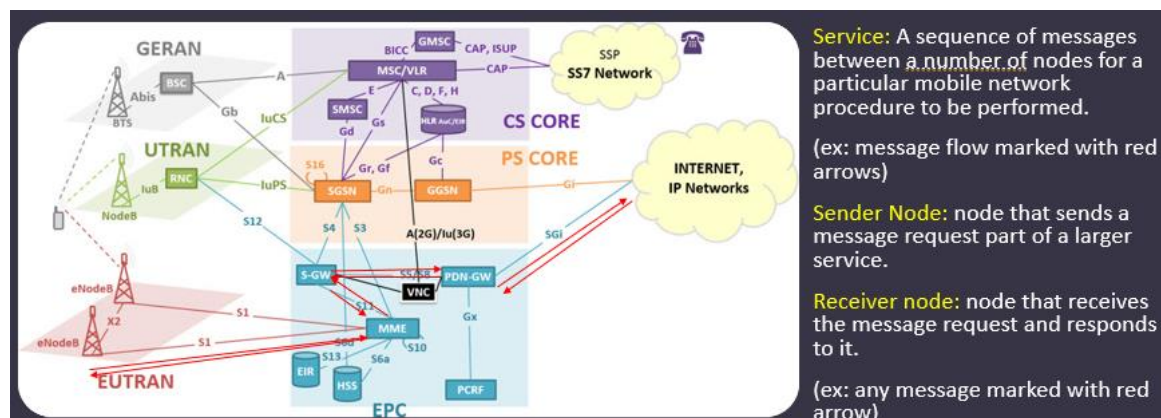 GERAN
BSC
Abis
BTS
A
Gb
UTRAN
RNC
IuB
NodeB
IuCS
IuPS
S12
eNodeB
X2
eNodeB
S1
S1
EUTRAN
GMSC
BICC
CAP, ISUP
MSC/VLR
CAP
E
C, D, F, H
SMSC
HLR AuC/EIR
CS CORE
Gd
Gs
Gr, Gf
Gc
PS CORE
S16
SGSN
Gn
GGSN
Gi
SSP
SS7 Network
INTERNET,
IP Networks
A(2G)/Iu(3G)
SGi
S4
S3
S-GW
S5/S8
PDN-GW
VNC
S11
MME
Gx
S6d
S10
S13
S6a
EIR
HSS
PCRF
EPC
Service: A sequence of messages
between a number of nodes for a
particular mobile network
procedure to be performed.
(ex: message flow marked with red
arrows)
Sender Node: node that sends a
message request part of a larger
service.
Receiver node: node that receives
the message request and responds
to it.
(ex: any message marked with red
arrow)